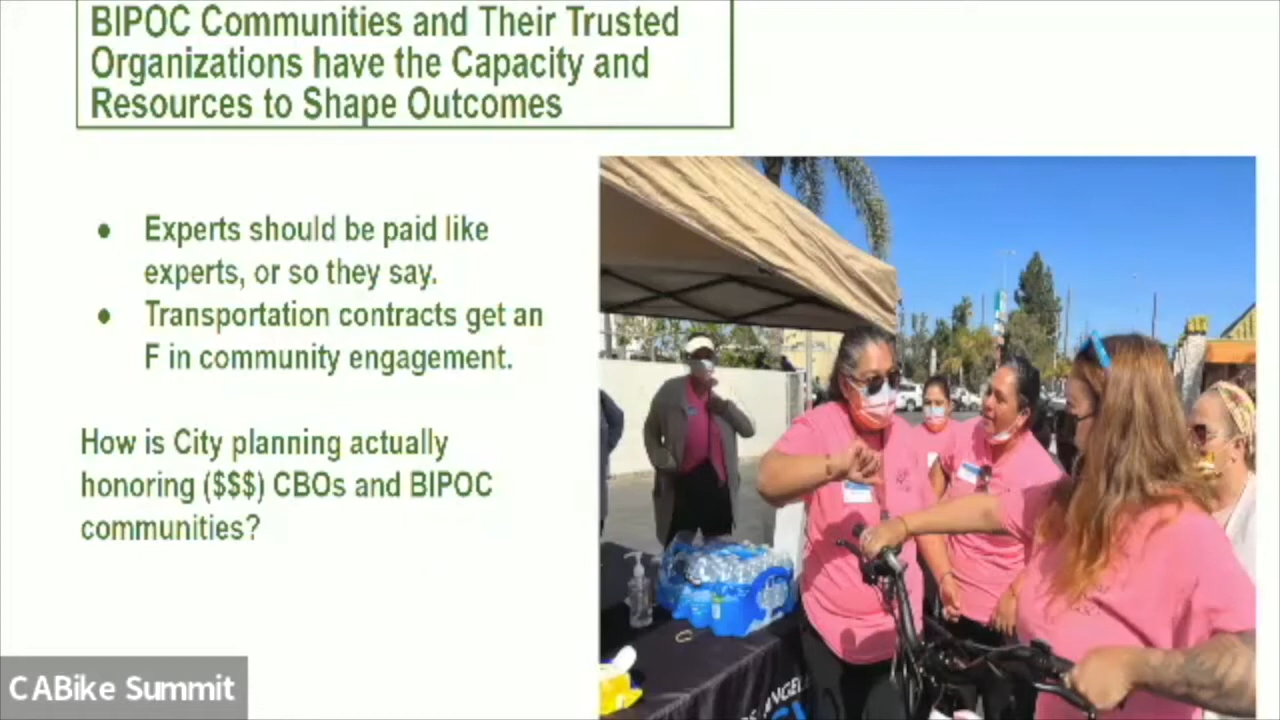 BIPOC Communities and Their Trusted
Organizations have the Capacity and
Resources to Shape Outcomes
● Experts should be paid like
experts, or so they say.
● Transportation contracts get an
F in community engagement.
How is City planning actually
honoring ($$$) CBOs and BIPOC
communities?
CABike Summit